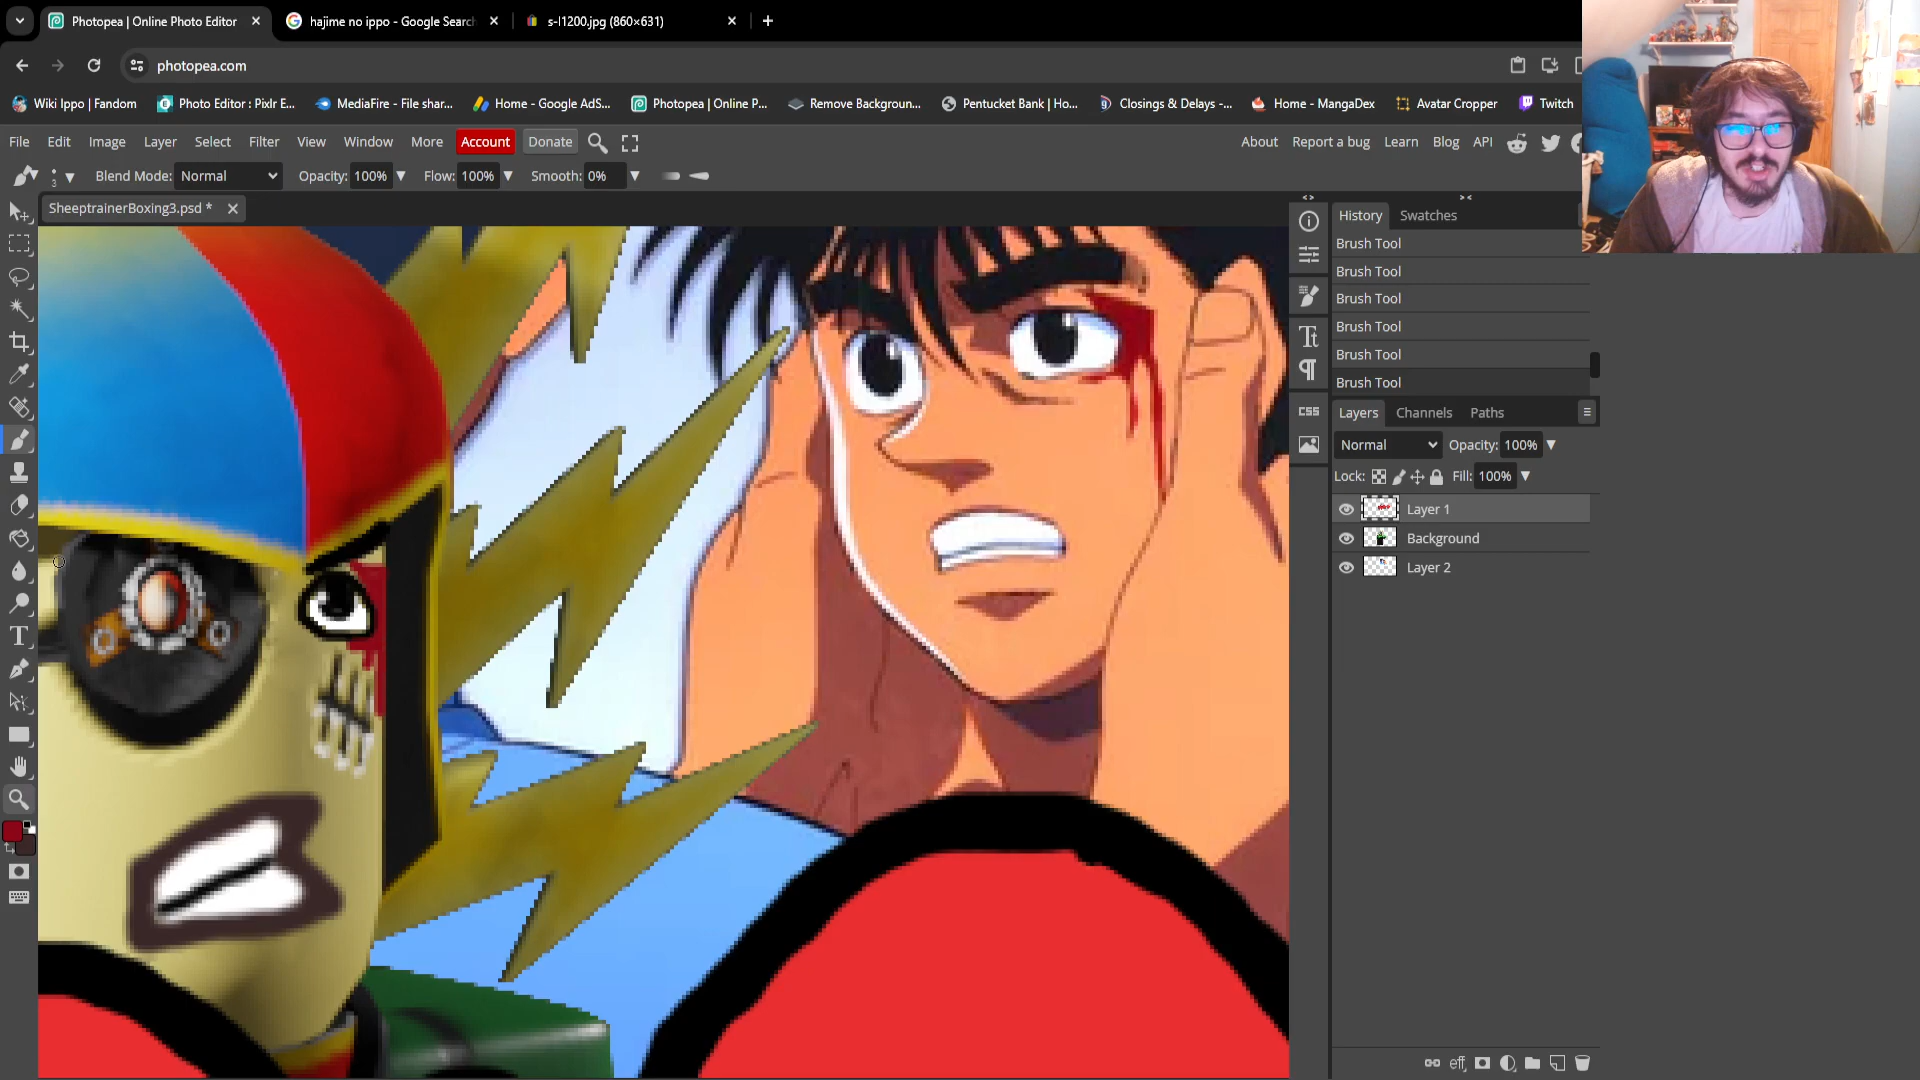 Photopea | Online Photo Editor
hajime no ippo - Google Search
s-l1200.jpg (860×631)
photopea.com
Wiki Ippo | Fandom
Photo Editor : Pixlr E...
MediaFire - File shar...
Home - Google AdS...
Photopea | Online P...
Remove Backgroun...
Pentucket Bank | Ho...
Closings & Delays -...
Home - MangaDex
Avatar Cropper
Twitch
File Edit Image Layer Select Filter View Window More Account Donate
About Report a bug Learn Blog API
3 Blend Mode: Normal Opacity: 100% Flow: 100% Smooth: 0%
SheeptrainerBoxing3.psd *
History Swatches
Brush Tool
Brush Tool
Brush Tool
Brush Tool
Brush Tool
Brush Tool
CSS
Layers Channels Paths
Normal Opacity: 100%
Lock: Fill: 100%
Layer 1
Background
Layer 2
eff